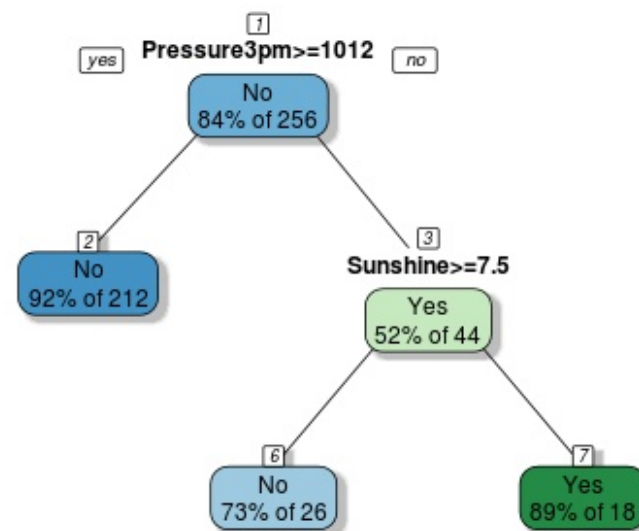 1
Pressure3pm>=1012
yes
no
No
84% of 256
2
No
92% of 212
3
Sunshine>=7.5
Yes
52% of 44
6
No
73% of 26
7
Yes
89% of 18